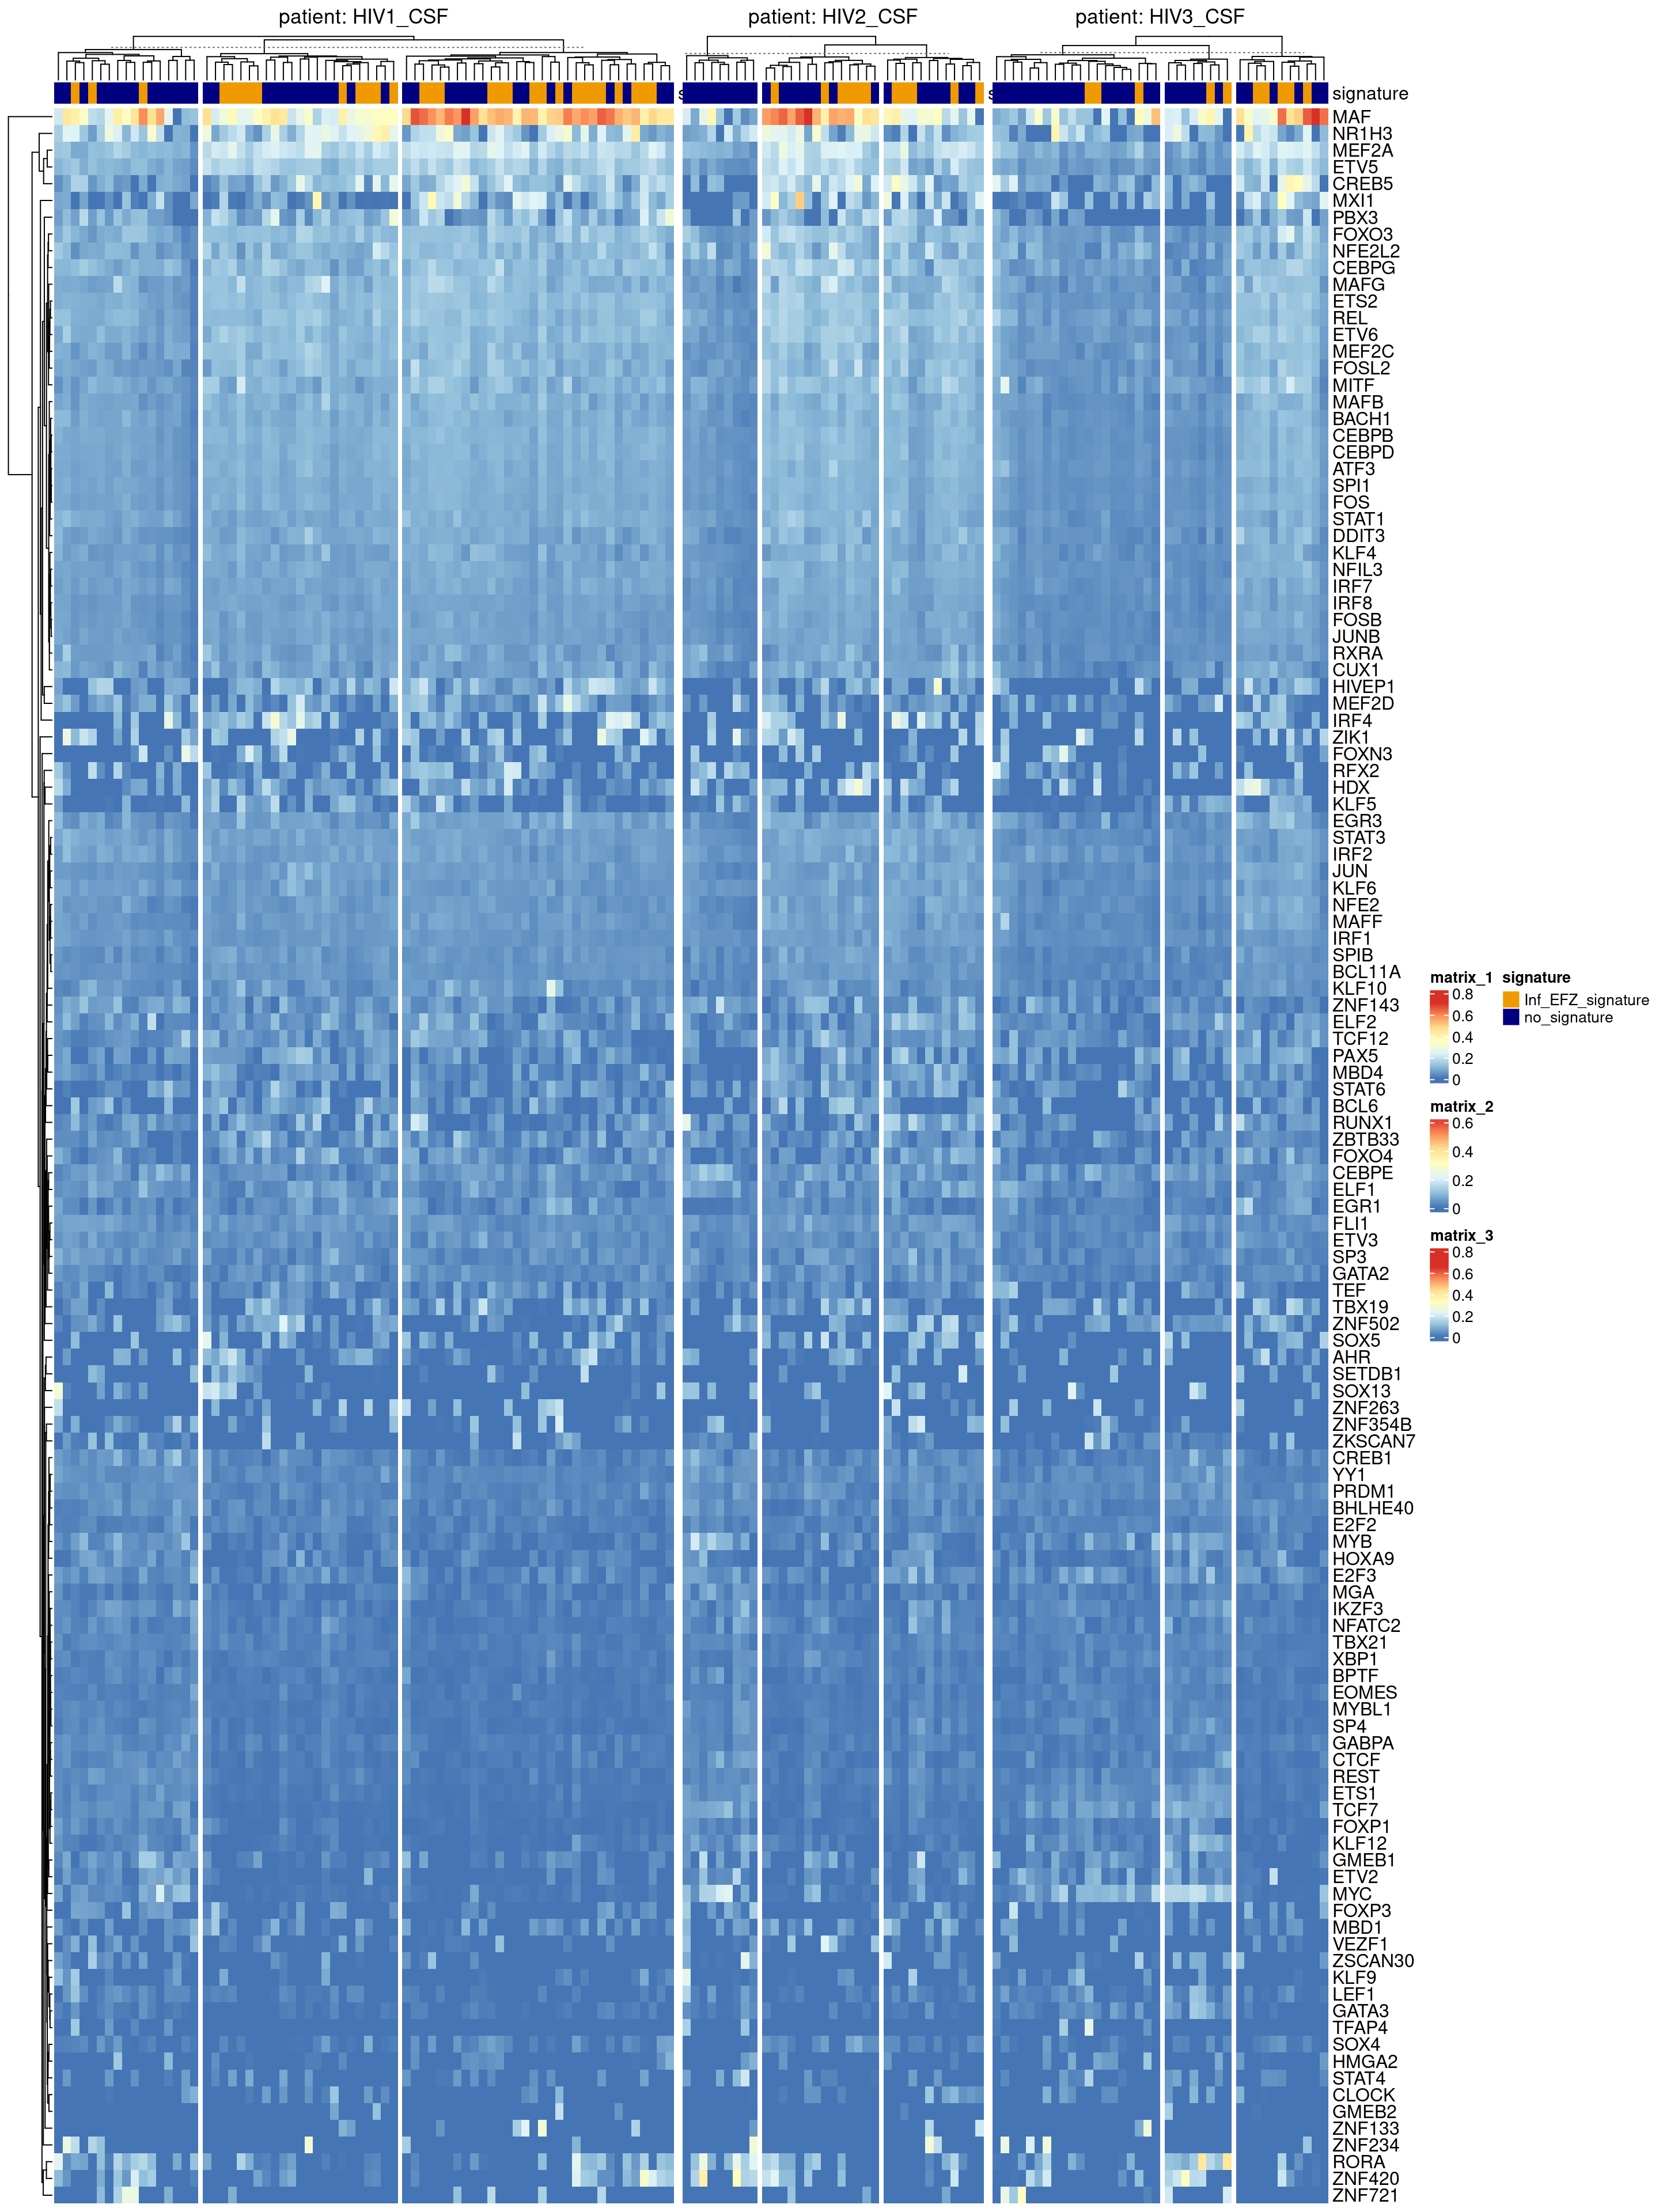 patient: HIV1_CSF
patient: HIV2_CSF
patient: HIV3_CSF
signature
MAF
NR1H3
MEF2A
ETV5
CREB5
MXI1
PBX3
FOXO3
NFE2L2
CEBPG
MAFG
ETS2
REL
ETV6
MEF2C
FOSL2
MITF
MAFB
BACH1
CEBPB
CEBPD
ATF3
SPI1
FOS
STAT1
DDIT3
KLF4
NFIL3
IRF7
IRF8
FOSB
JUNB
RXRA
CUX1
HIVEP1
MEF2D
IRF4
ZIK1
FOXN3
RFX2
HDX
KLF5
EGR3
STAT3
IRF2
JUN
KLF6
NFE2
MAFF
IRF1
SPIB
BCL11A
KLF10
ZNF143
ELF2
TCF12
PAX5
MBD4
STAT6
BCL6
RUNX1
ZBTB33
FOXO4
CEBPE
ELF1
EGR1
FLI1
ETV3
SP3
GATA2
TEF
TBX19
ZNF502
SOX5
AHR
SETDB1
SOX13
ZNF263
ZNF354B
ZKSCAN7
CREB1
YY1
PRDM1
BHLHE40
E2F2
MYB
HOXA9
E2F3
MGA
IKZF3
NFATC2
TBX21
XBP1
BPTF
EOMES
MYBL1
SP4
GABPA
CTCF
REST
ETS1
TCF7
FOXP1
KLF12
GMEB1
ETV2
MYC
FOXP3
MBD1
VEZF1
ZSCAN30
KLF9
LEF1
GATA3
TFAP4
SOX4
HMGA2
STAT4
CLOCK
GMEB2
ZNF133
ZNF234
RORA
ZNF420
ZNF721
matrix_1
0.8
0.6
0.4
0.2
0
matrix_2
0.6
0.4
0.2
0
matrix_3
0.8
0.6
0.4
0.2
0
signature
Inf_EFZ_signature
no_signature